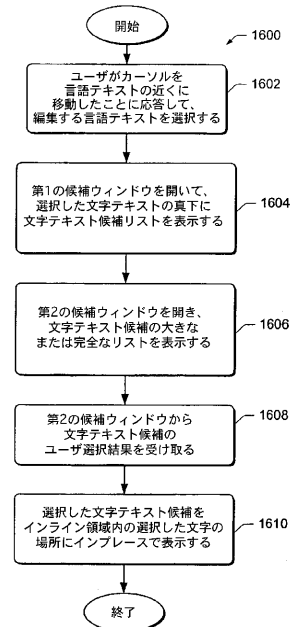 開始
1600
ユーザがカーソルを
言語テキストの近くに
移動したことに応答して、
編集する言語テキストを選択する
1602
第1の候補ウィンドウを開いて、
選択した文字テキストの真下に
文字テキスト候補リストを表示する
1604
第2の候補ウィンドウを開き、
文字テキスト候補の大きな
または完全なリストを表示する
1606
第2の候補ウィンドウから
文字テキスト候補の
ユーザ選択結果を受け取る
1608
選択した文字テキスト候補を
インライン領域内の選択した文字の
場所にインプレースで表示する
1610
終了